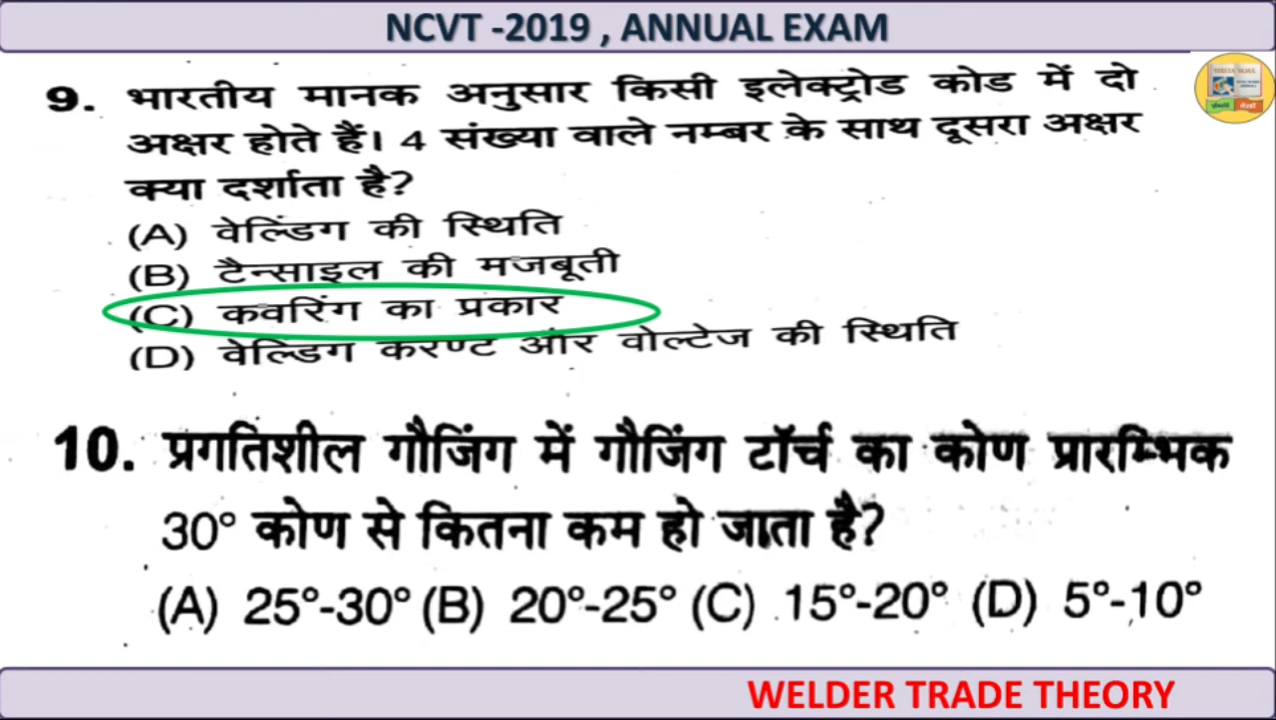 NCVT -2019 , ANNUAL EXAM
9. भारतीय मानक अनुसार किसी इलेक्ट्रोड कोड में दो
अक्षर होते हैं। 4 संख्या वाले नम्बर के साथ दूसरा अक्षर
क्या दर्शाता है?
(A) वेल्डिंग की स्थिति
(B) टैन्साइल की मजबूती
(C) कवरिंग का प्रकार
(D) वेल्डिग करण्ट और वोल्टेज की स्थिति
10. प्रगतिशील गौजिंग में गौजिंग टॉर्च का कोण प्रारम्भिक
30° कोण से कितना कम हो जाता है?
(A) 25°-30° (B) 20°-25° (C) 15°-20° (D) 5°-10°
WELDER TRADE THEORY